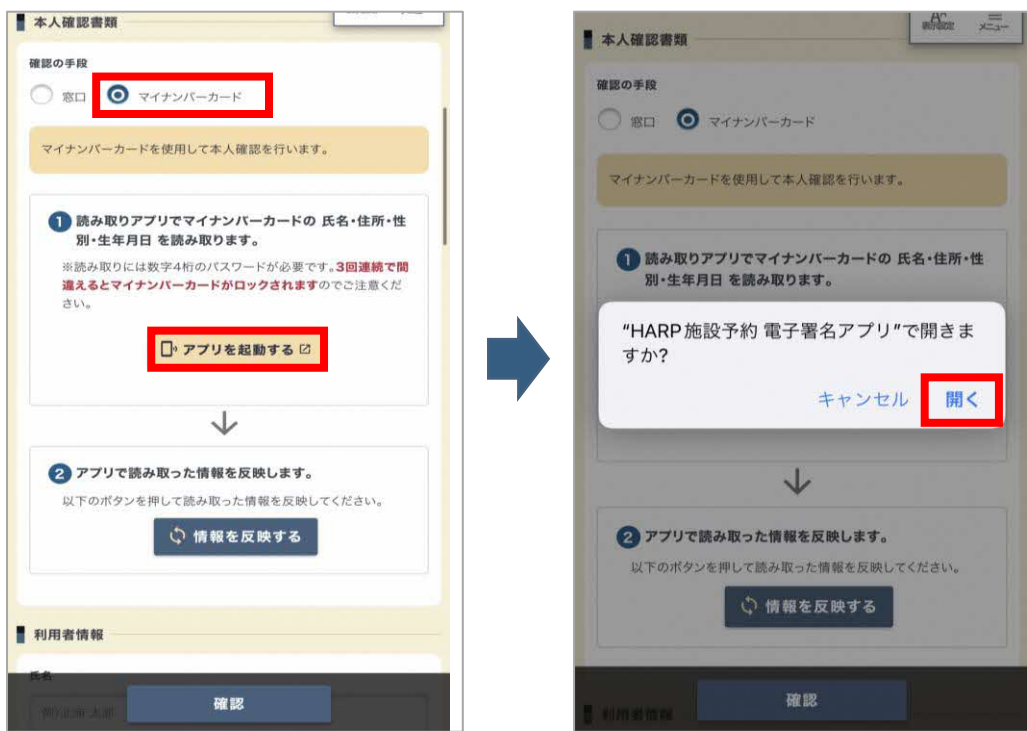 本人確認書類
確認の手段
窓口 マイナンバーカード
マイナンバーカードを使用して本人確認を行います。
1 読み取りアプリでマイナンバーカードの 氏名・住所・性
別・生年月日 を読み取ります。
※読み取りには数字4桁のパスワードが必要です。3回連続で間
違えるとマイナンバーカードがロックされますのでご注意くだ
さい。
アプリを起動する
2 アプリで読み取った情報を反映します。
以下のボタンを押して読み取った情報を反映してください。
情報を反映する
利用者情報
氏名
確認
メニュー
本人確認書類
確認の手段
窓口 マイナンバーカード
マイナンバーカードを使用して本人確認を行います。
1 読み取りアプリでマイナンバーカードの 氏名・住所・性
別・生年月日 を読み取ります。
“HARP施設予約 電子署名アプリ”で開きま
すか?
キャンセル 開く
2 アプリで読み取った情報を反映します。
以下のボタンを押して読み取った情報を反映してください。
情報を反映する
確認
利用者情報